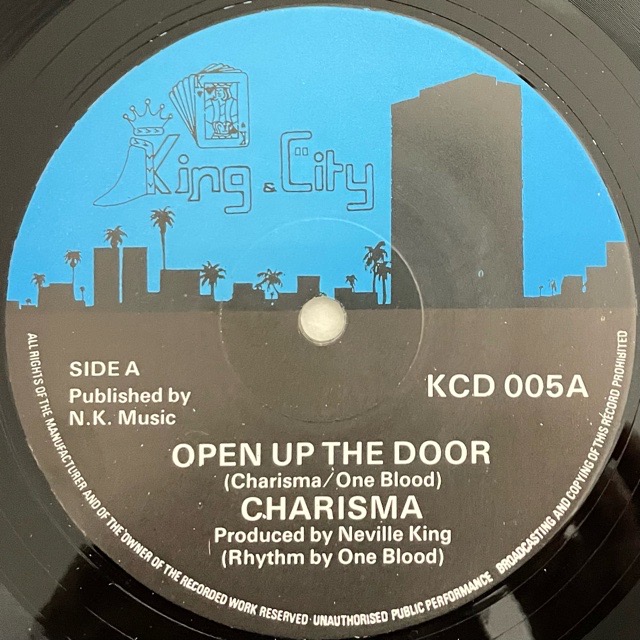 King & City
SIDE A
Published by
N.K. Music
KCD 005A
OPEN UP THE DOOR
(Charisma/One Blood)
CHARISMA
Produced by Neville King
(Rhythm by One Blood)
ALL RIGHTS OF THE MANUFACTURER AND OF THE OWNER OF THE RECORDED WORK RESERVED · UNAUTHORISED PUBLIC PERFORMANCE BROADCASTING AND COPYING OF THIS RECORD PROHIBITED